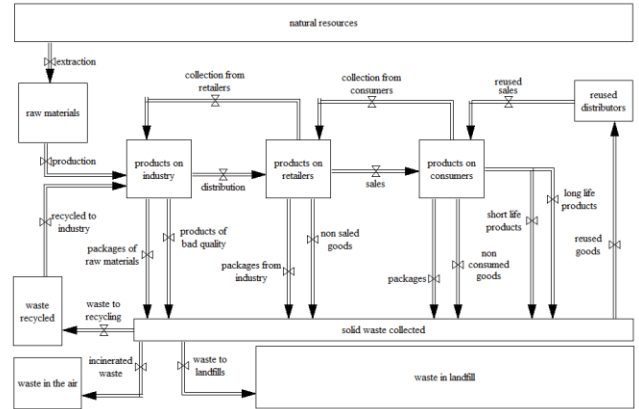 natural resources
extraction
collection from
retailers
collection from
consumers
reused
sales
reused
distributors
raw materials
production
products on
industry
distribution
products on
retailers
sales
products on
consumers
recycled to
industry
packages of
raw materials
products of
bad quality
packages from
industry
non saled
goods
packages
non
consumed
goods
short life
products
long life
products
reused
goods
waste
recycled
waste to
recycling
solid waste collected
incinerated
waste
waste to
landfills
waste in the air
waste in landfill